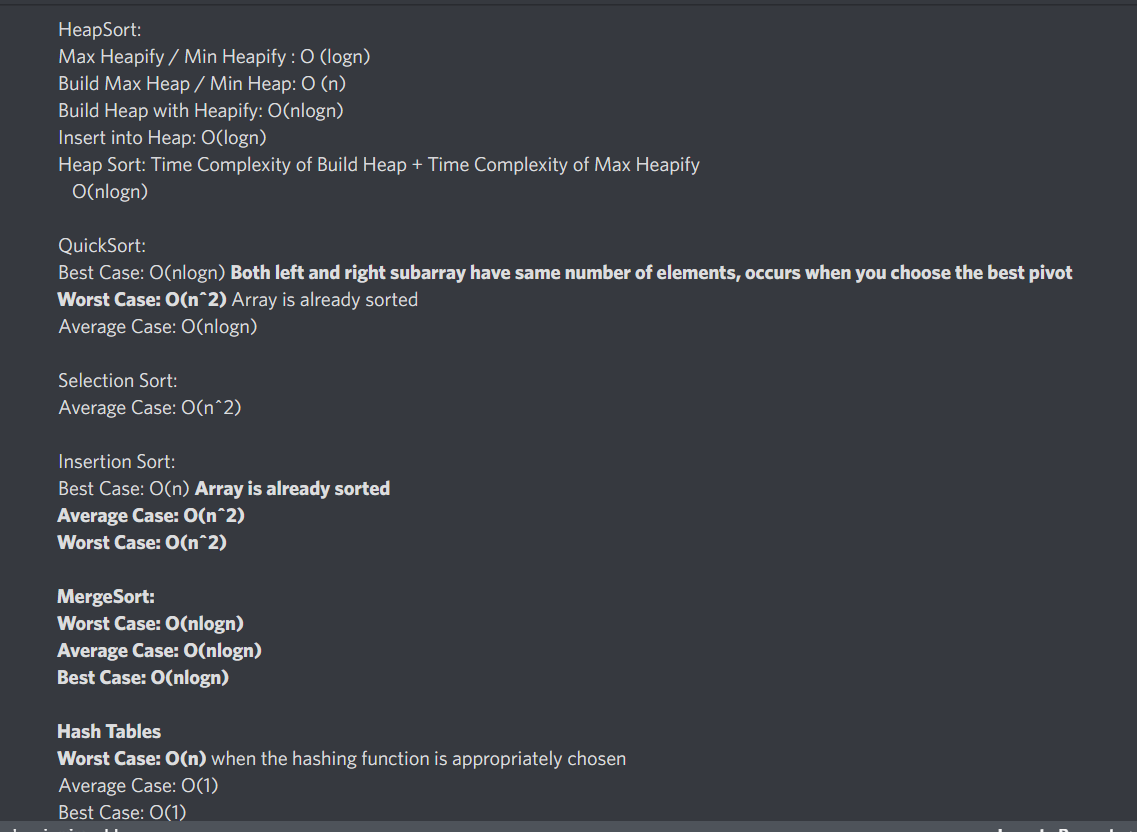 HeapSort:
Max Heapify / Min Heapify : O (logn)
Build Max Heap / Min Heap: O (n)
Build Heap with Heapify: O(nlogn)
Insert into Heap: O(logn)
Heap Sort: Time Complexity of Build Heap + Time Complexity of Max Heapify
O(nlogn)
QuickSort:
Best Case: O(nlogn) Both left and right subarray have same number of elements, occurs when you choose the best pivot
Worst Case: O(n^2) Array is already sorted
Average Case: O(nlogn)
Selection Sort:
Average Case: O(n^2)
Insertion Sort:
Best Case: O(n) Array is already sorted
Average Case: O(n^2)
Worst Case: O(n^2)
MergeSort:
Worst Case: O(nlogn)
Average Case: O(nlogn)
Best Case: O(nlogn)
Hash Tables
Worst Case: O(n) when the hashing function is appropriately chosen
Average Case: O(1)
Best Case: O(1)